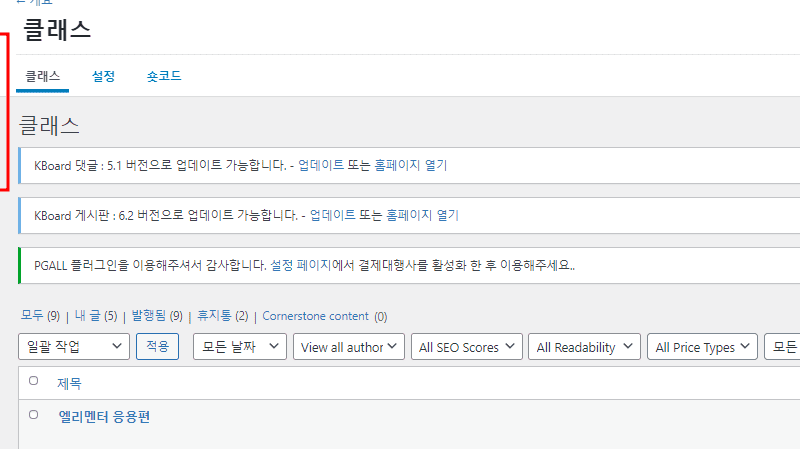 ← 개요
클래스
클래스 설정 숏코드
클래스
KBoard 댓글 : 5.1 버전으로 업데이트 가능합니다. - 업데이트 또는 홈페이지 열기
KBoard 게시판 : 6.2 버전으로 업데이트 가능합니다. - 업데이트 또는 홈페이지 열기
PGALL 플러그인을 이용해주셔서 감사합니다. 설정 페이지에서 결제대행사를 활성화 한 후 이용해주세요..
모두 (9) | 내 글 (5) | 발행됨 (9) | 휴지통 (2) | Cornerstone content (0)
일괄 작업 적용 모든 날짜 View all author All SEO Scores All Readability All Price Types 모든
제목
엘리멘터 응용편